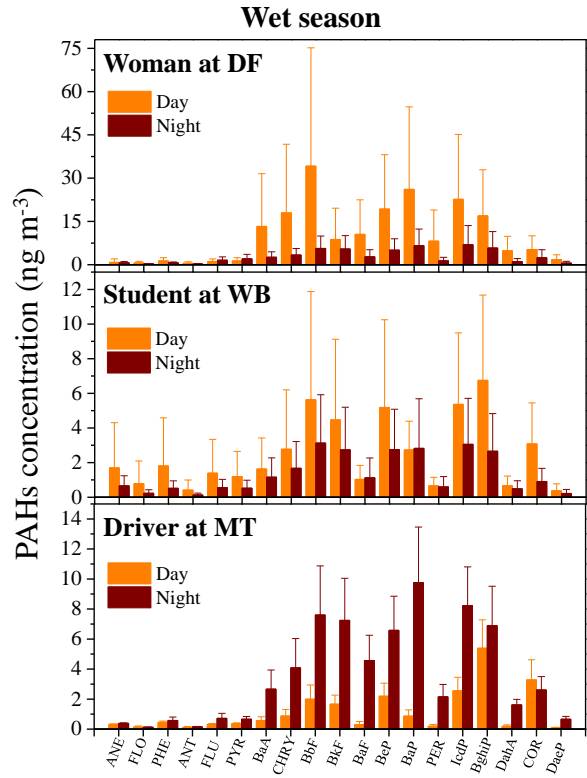 Wet season
PAHs concentration (ng m⁻³)
75
60
45
30
15
0
Woman at DF
Day
Night
12
10
8
6
4
2
0
Student at WB
Day
Night
14
12
10
8
6
4
2
0
Driver at MT
Day
Night
ANE
FLO
PHE
ANT
FLU
PYR
BaA
CHRY
BbF
BkF
BaF
BeP
BaP
PER
IcdP
BghiP
DahA
COR
DaeP